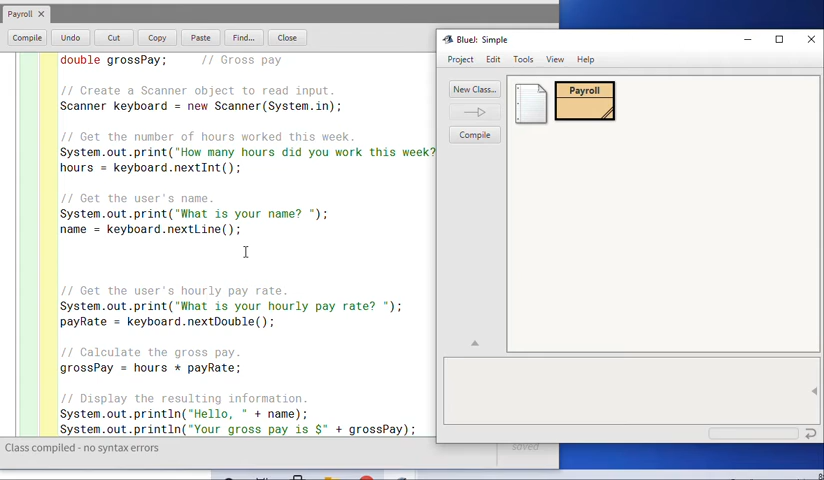 Payroll
Compile Undo Cut Copy Paste Find... Close
double grossPay; // Gross pay
// Create a Scanner object to read input.
Scanner keyboard = new Scanner(System.in);
// Get the number of hours worked this week.
System.out.print("How many hours did you work this week?
hours = keyboard.nextInt();
// Get the user's name.
System.out.print("What is your name? ");
name = keyboard.nextLine();
// Get the user's hourly pay rate.
System.out.print("What is your hourly pay rate? ");
payRate = keyboard.nextDouble();
// Calculate the gross pay.
grossPay = hours * payRate;
// Display the resulting information.
System.out.println("Hello, " + name);
System.out.println("Your gross pay is $" + grossPay);
Class compiled - no syntax errors
saved
BlueJ: Simple
Project Edit Tools View Help
New Class...
Compile
Payroll